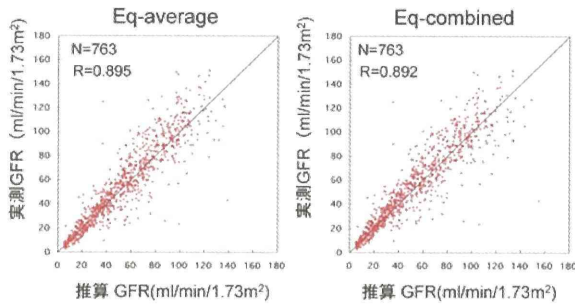 Eq-average
180
160
140
120
100
80
60
40
20
0
N=763
R=0.895
実測GFR (ml/min/1.73m²)
0 20 40 60 80 100 120 140 160 180
推算 GFR(ml/min/1.73m²)
Eq-combined
180
160
140
120
100
80
60
40
20
0
N=763
R=0.892
実測GFR (ml/min/1.73m²)
0 20 40 60 80 100 120 140 160 180
推算 GFR(ml/min/1.73m²)